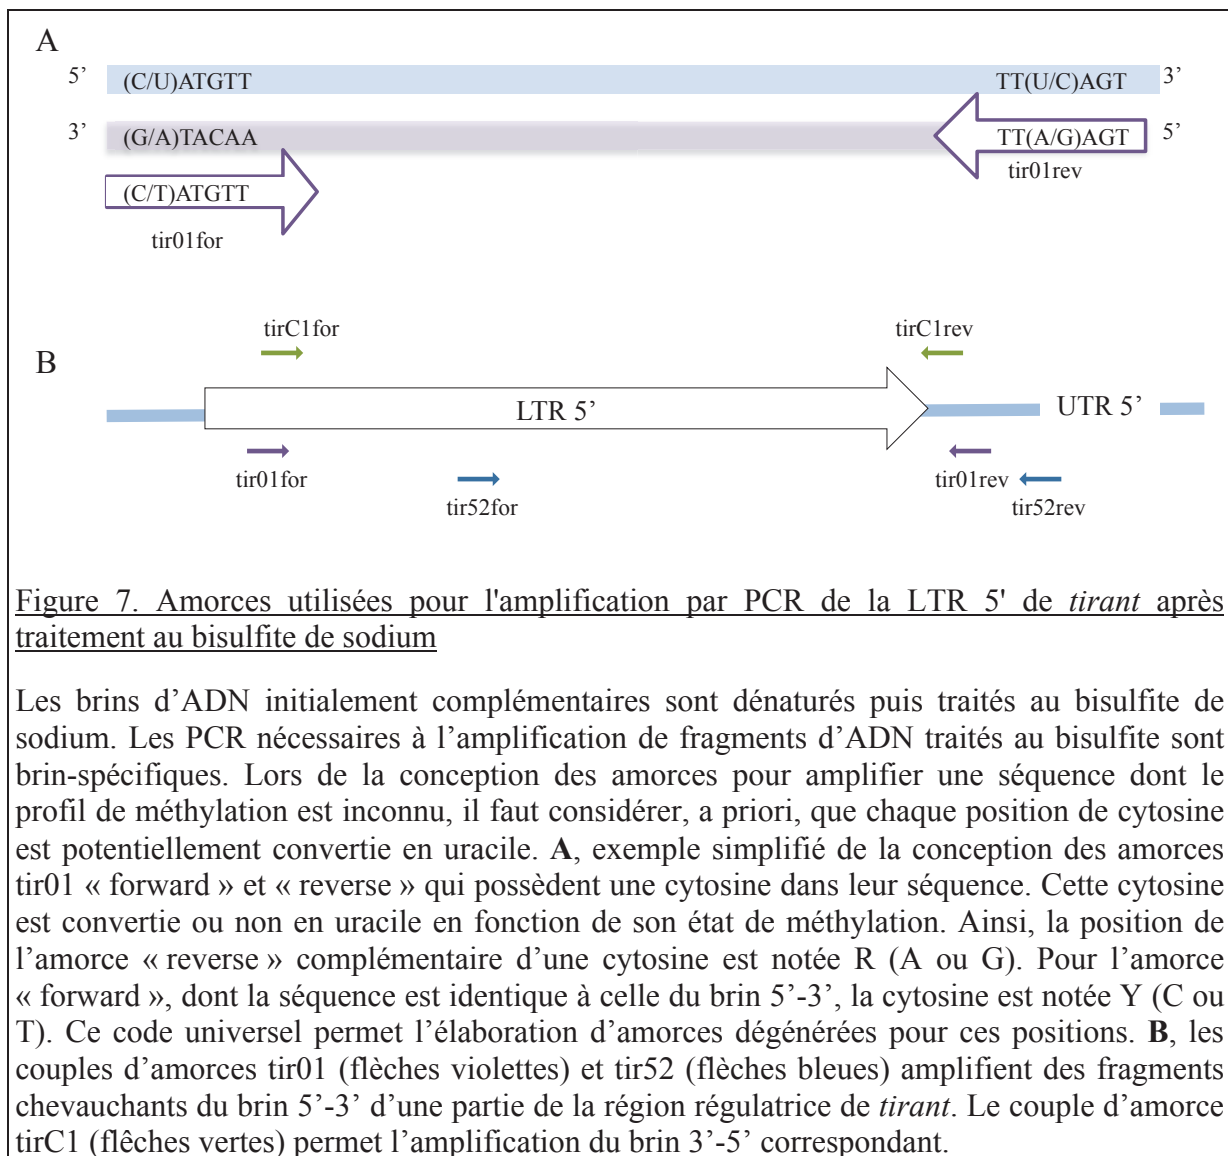 A
5’ (C/U)ATGTT TT(U/C)AGT 3’
3’ (G/A)TACAA TT(A/G)AGT 5’
tir01rev
(C/T)ATGTT
tir01for
tirC1for tirC1rev
B
LTR 5’ UTR 5’
tir01for tir01rev
tir52for tir52rev
Figure 7. Amorces utilisées pour l'amplification par PCR de la LTR 5' de tirant après
traitement au bisulfite de sodium
Les brins d’ADN initialement complémentaires sont dénaturés puis traités au bisulfite de
sodium. Les PCR nécessaires à l’amplification de fragments d’ADN traités au bisulfite sont
brin-spécifiques. Lors de la conception des amorces pour amplifier une séquence dont le
profil de méthylation est inconnu, il faut considérer, a priori, que chaque position de cytosine
est potentiellement convertie en uracile. A, exemple simplifié de la conception des amorces
tir01 « forward » et « reverse » qui possèdent une cytosine dans leur séquence. Cette cytosine
est convertie ou non en uracile en fonction de son état de méthylation. Ainsi, la position de
l’amorce « reverse » complémentaire d’une cytosine est notée R (A ou G). Pour l’amorce
« forward », dont la séquence est identique à celle du brin 5’-3’, la cytosine est notée Y (C ou
T). Ce code universel permet l’élaboration d’amorces dégénérées pour ces positions. B, les
couples d’amorces tir01 (flèches violettes) et tir52 (flèches bleues) amplifient des fragments
chevauchants du brin 5’-3’ d’une partie de la région régulatrice de tirant. Le couple d’amorce
tirC1 (flêches vertes) permet l’amplification du brin 3’-5’ correspondant.